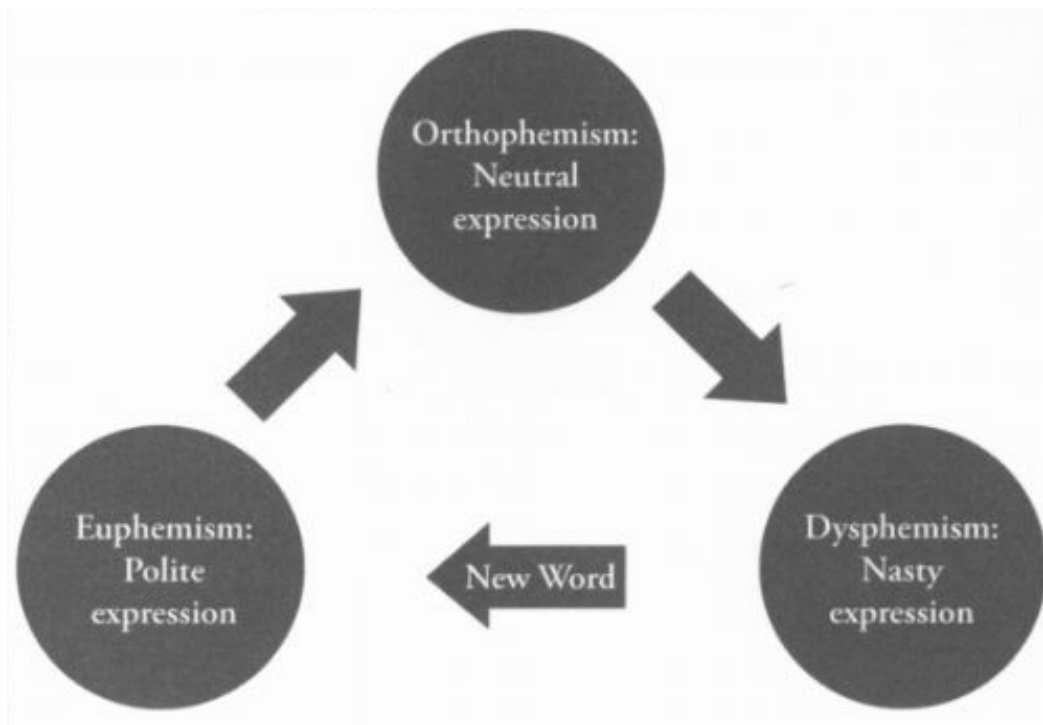 Orthophemism:
Neutral
expression
Euphemism:
Polite
expression
New Word
Dysphemism:
Nasty
expression